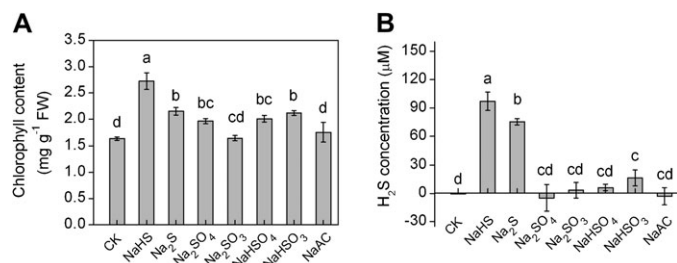 A
Chlorophyll content
(mg g⁻¹ FW)
3.5
3.0
2.5
2.0
1.5
1.0
0.5
0.0
d
a
b
bc
cd
bc
b
d
CK
NaHS
Na₂S
Na₂SO₄
Na₂SO₃
NaHSO₄
NaHSO₃
NaAC
B
H₂S concentration (μM)
150
120
90
60
30
0
-30
d
a
b
cd
cd
cd
c
cd
CK
NaHS
Na₂S
Na₂SO₄
Na₂SO₃
NaHSO₄
NaHSO₃
NaAC